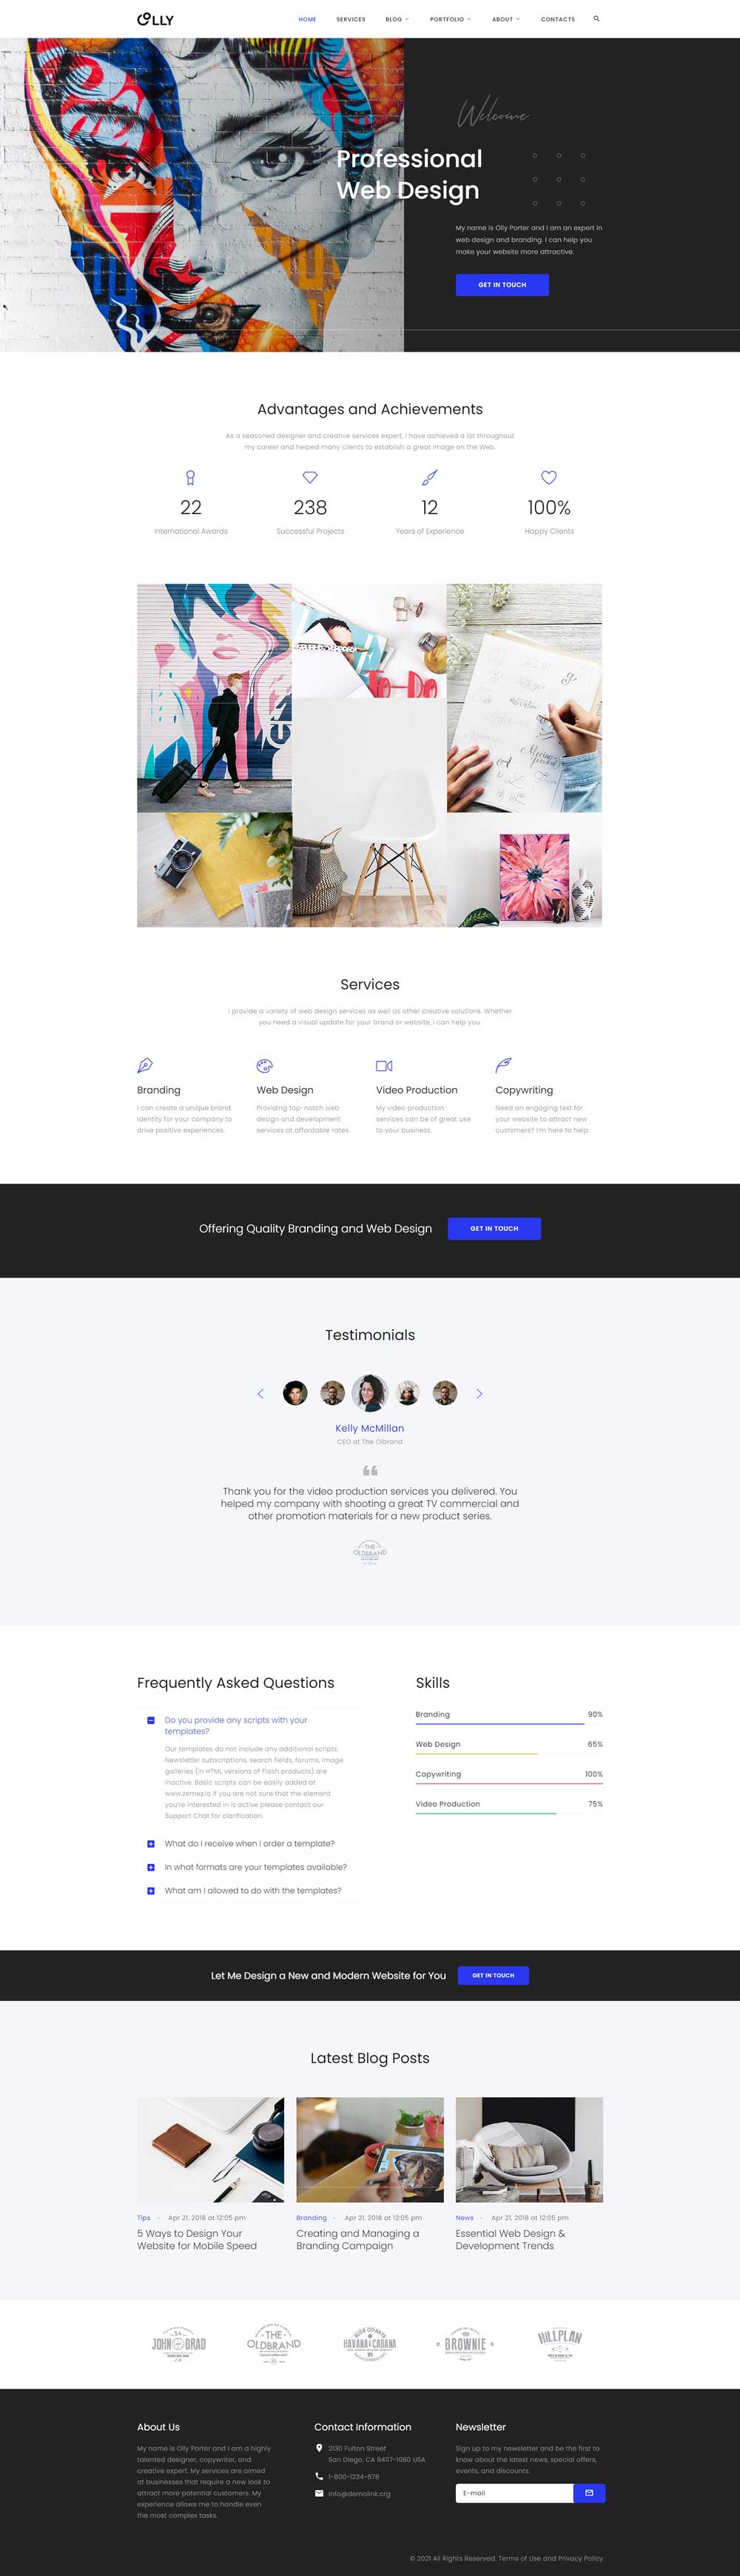 OLLY
HOME SERVICES BLOG PORTFOLIO ABOUT CONTACTS
Welcome
Professional
Web Design
My name is Olly Porter and I am an expert in
web design and branding. I can help you
make your website more attractive.
GET IN TOUCH
Advantages and Achievements
As a seasoned designer and creative services expert, I have achieved a lot throughout
my career and helped many clients to establish a great image on the Web.
22 238 12 100%
International Awards Successful Projects Years of Experience Happy Clients
Services
I provide a variety of web design services as well as other creative solutions. Whether
you need a visual update for your brand or website, I can help you.
Branding
I can create a unique brand
identity for your company to
drive positive experiences.
Web Design
Providing top-notch web
design and development
services at affordable rates.
Video Production
My video production
services can be of great use
to your business.
Copywriting
Need an engaging text for
your website to attract new
customers? I'm here to help.
Offering Quality Branding and Web Design GET IN TOUCH
Testimonials
Kelly McMillan
CEO at The Olbrand
Thank you for the video production services you delivered. You
helped my company with shooting a great TV commercial and
other promotion materials for a new product series.
THE
OLDBRAND
Frequently Asked Questions
Do you provide any scripts with your
templates?
Our templates do not include any additional scripts.
Newsletter subscriptions, search fields, forums, image
galleries (in HTML versions of Flash products) are
inactive. Basic scripts can be easily added at
www.zemez.io If you are not sure that the element
you're interested in is active please contact our
Support Chat for clarification.
What do I receive when I order a template?
In what formats are your templates available?
What am I allowed to do with the templates?
Skills
Branding 90%
Web Design 65%
Copywriting 100%
Video Production 75%
Let Me Design a New and Modern Website for You GET IN TOUCH
Latest Blog Posts
Tips · Apr 21, 2018 at 12:05 pm
5 Ways to Design Your
Website for Mobile Speed
Branding · Apr 21, 2018 at 12:05 pm
Creating and Managing a
Branding Campaign
News · Apr 21, 2018 at 12:05 pm
Essential Web Design &
Development Trends
JOHN BRAD
THE
OLDBRAND
HAVANA & CABANA
BROWNIE
HILLPLAN
About Us
My name is Olly Porter and I am a highly
talented designer, copywriter, and
creative expert. My services are aimed
at businesses that require a new look to
attract more potential customers. My
experience allows me to handle even
the most complex tasks.
Contact Information
2130 Fulton Street
San Diego, CA 94117-1080 USA
1-800-1234-678
info@demolink.org
Newsletter
Sign up to my newsletter and be the first to
know about the latest news, special offers,
events, and discounts.
E-mail
© 2021 All Rights Reserved. Terms of Use and Privacy Policy